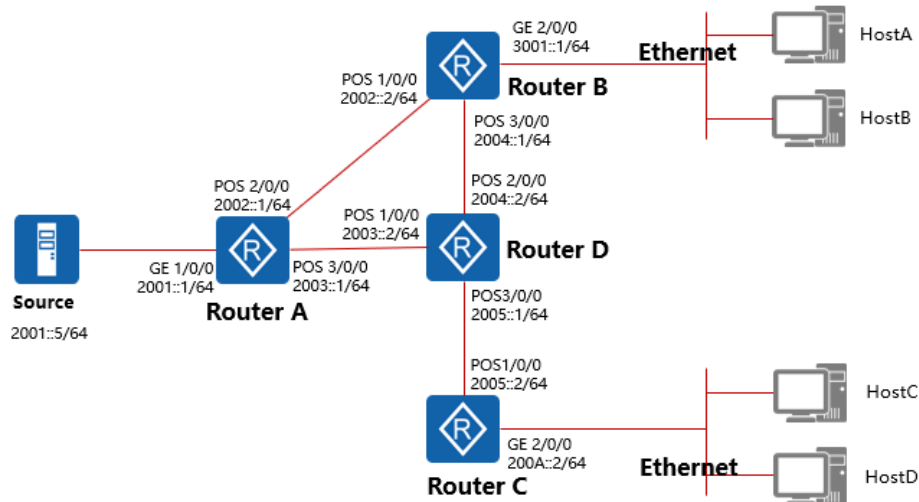 GE 2/0/0
3001::1/64
Ethernet
HostA
POS 1/0/0
2002::2/64
R
Router B
HostB
POS 3/0/0
2004::1/64
POS 2/0/0
2002::1/64
POS 2/0/0
2004::2/64
POS 1/0/0
2003::2/64
R
R
Router D
GE 1/0/0
2001::1/64
POS 3/0/0
2003::1/64
Source
Router A
2001::5/64
POS3/0/0
2005::1/64
POS1/0/0
2005::2/64
HostC
R
GE 2/0/0
200A::2/64
Ethernet
HostD
Router C